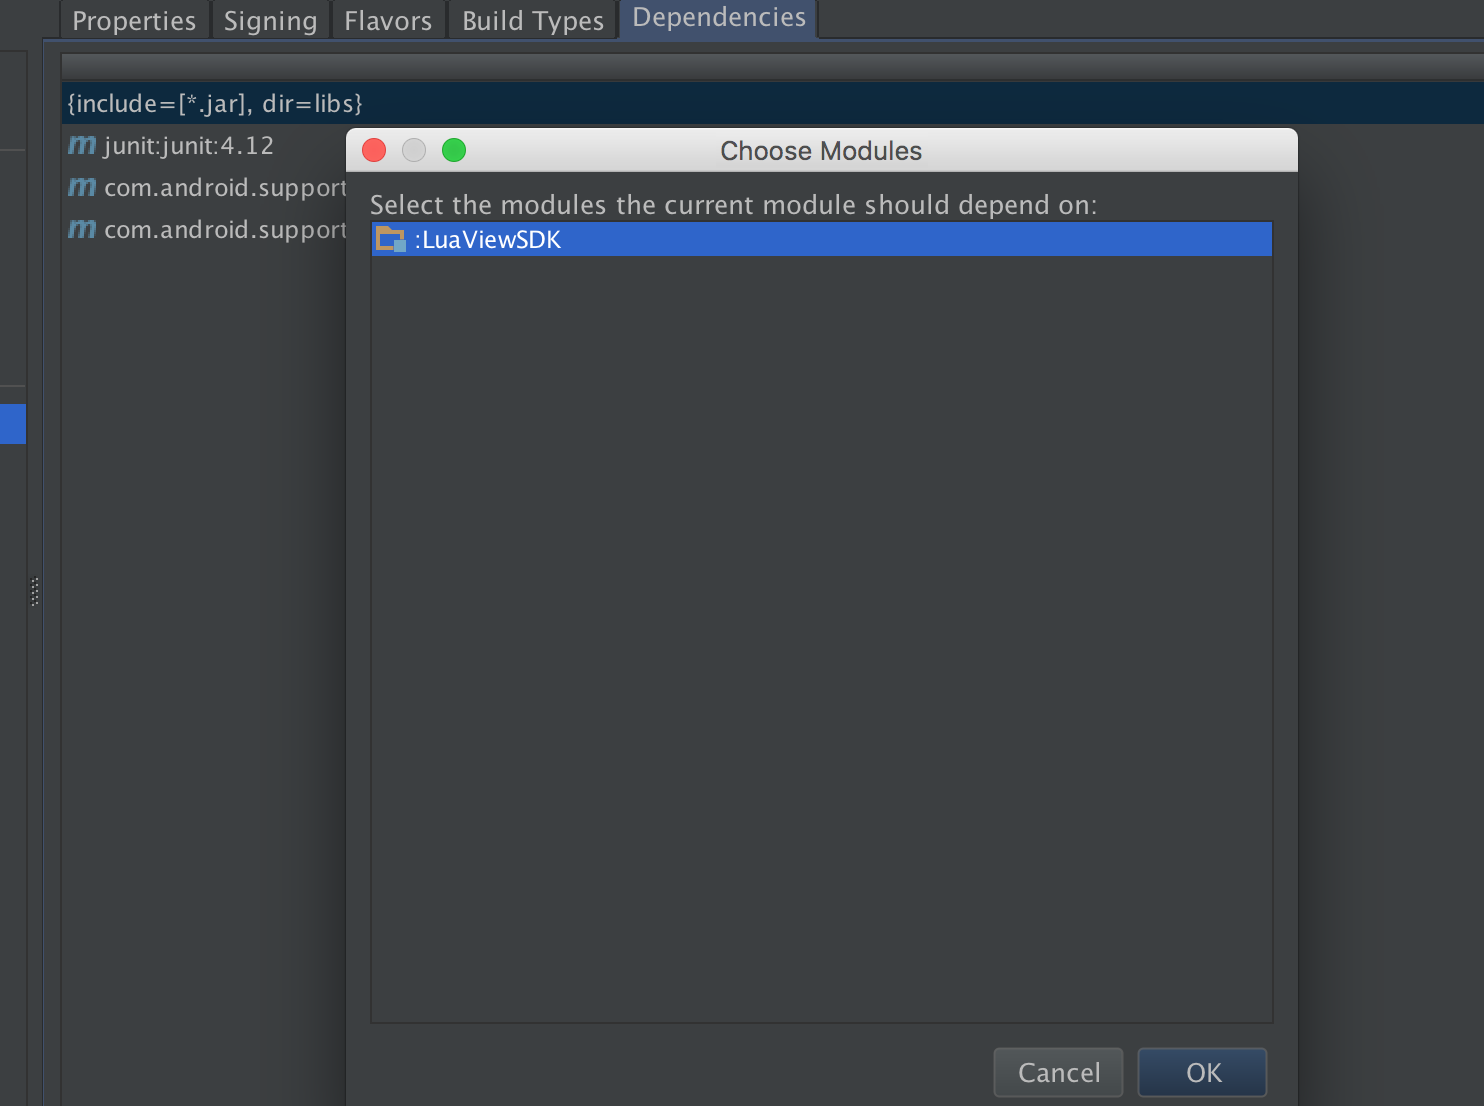 Properties Signing Flavors Build Types Dependencies
{include=[*.jar], dir=libs}
m junit:junit:4.12
m com.android.support
m com.android.support
Choose Modules
Select the modules the current module should depend on:
:LuaViewSDK
Cancel OK